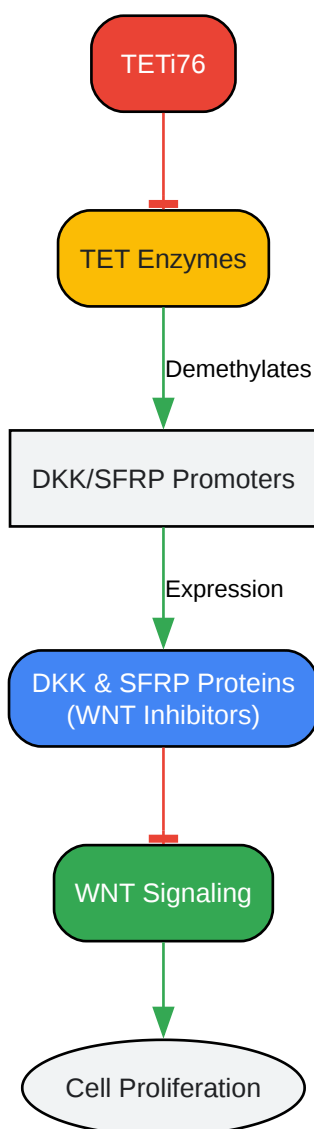 TETi76
TET Enzymes
Demethylates
DKK/SFRP Promoters
Expression
DKK & SFRP Proteins
(WNT Inhibitors)
WNT Signaling
Cell Proliferation